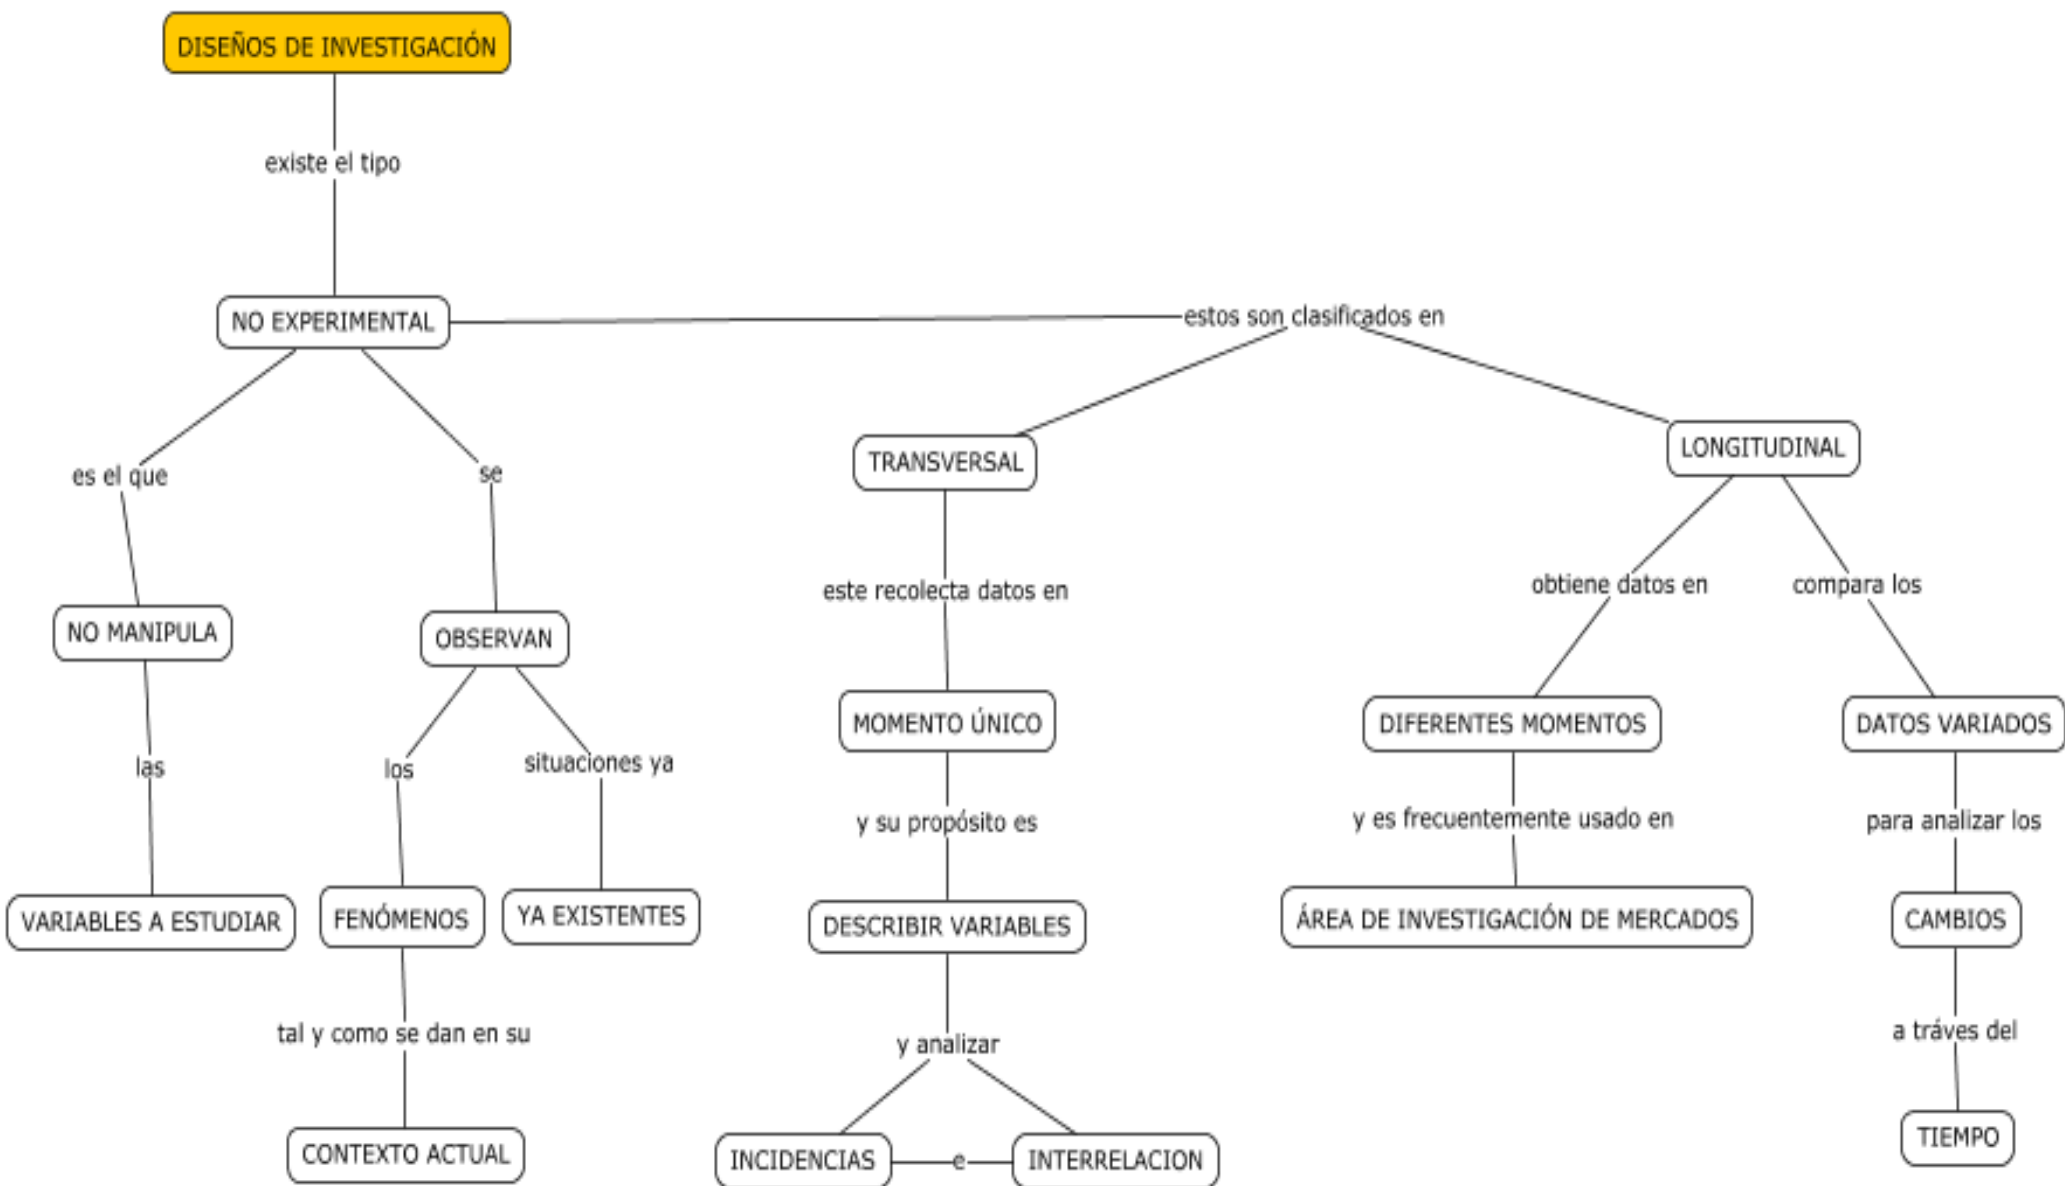 DISEÑOS DE INVESTIGACIÓN
existe el tipo
NO EXPERIMENTAL
estos son clasificados en
es el que
se
NO MANIPULA
OBSERVAN
las
los
situaciones ya
VARIABLES A ESTUDIAR
FENÓMENOS
YA EXISTENTES
tal y como se dan en su
CONTEXTO ACTUAL
TRANSVERSAL
este recolecta datos en
MOMENTO ÚNICO
y su propósito es
DESCRIBIR VARIABLES
y analizar
INCIDENCIAS
e
INTERRELACION
LONGITUDINAL
obtiene datos en
compara los
DIFERENTES MOMENTOS
DATOS VARIADOS
y es frecuentemente usado en
para analizar los
ÁREA DE INVESTIGACIÓN DE MERCADOS
CAMBIOS
a tráves del
TIEMPO